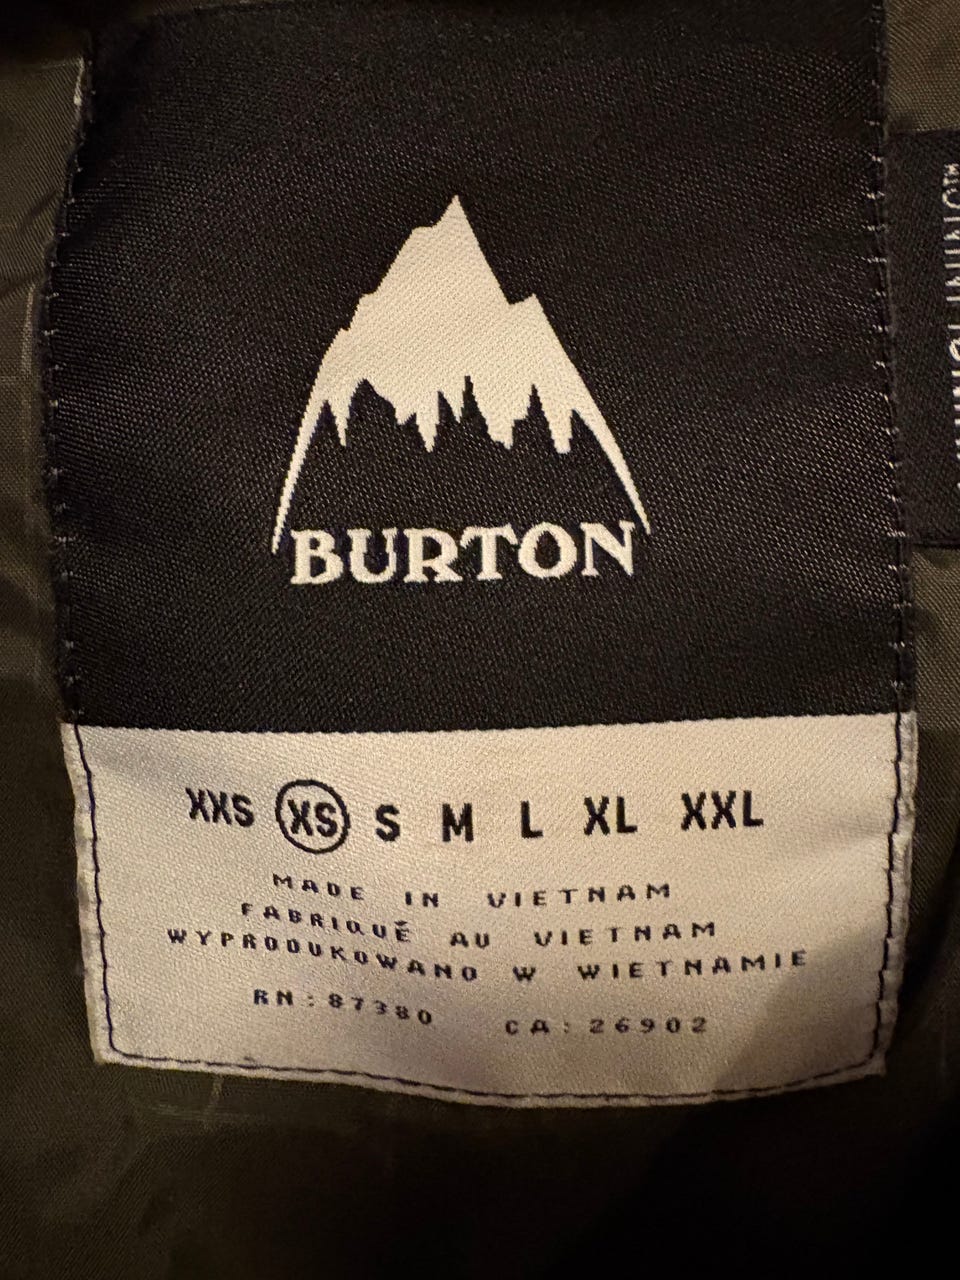 BURTON
XXS XS S M L XL XXL
MADE IN VIETNAM
FABRIQUÉ AU VIETNAM
WYPRODUKOWANO W WIETNAMIE
RN: 87380 CA: 26902